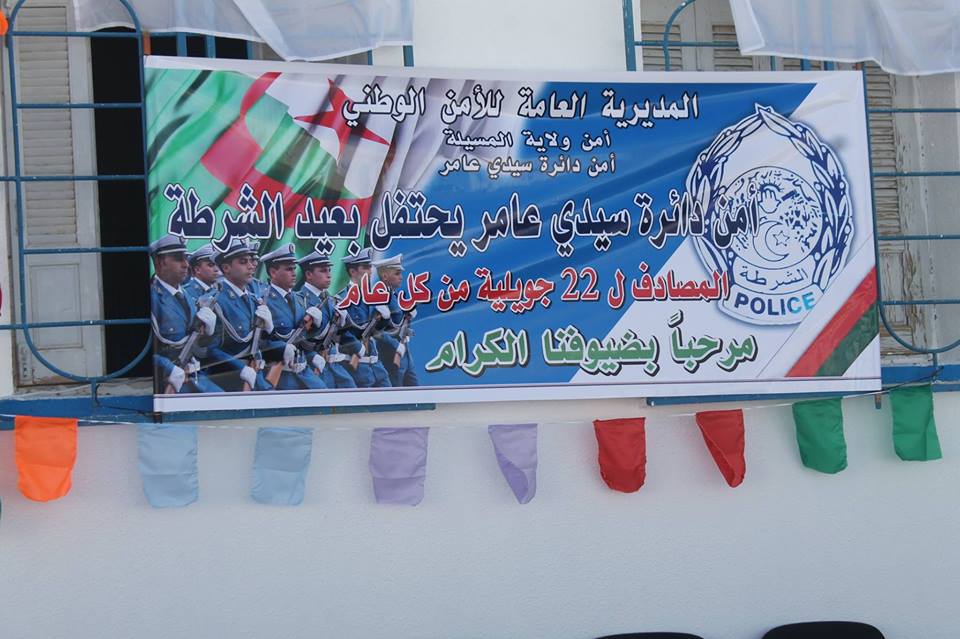 المديرية العامة للأمن الوطني
أمن ولاية المسيلة
أمن دائرة سيدي عامر
أمن دائرة سيدي عامر يحتفل بعيد الشرطة
المصادف ل 22 جويلية من كل عام
مرحباً بضيوفنا الكرام
الشرطة
POLICE